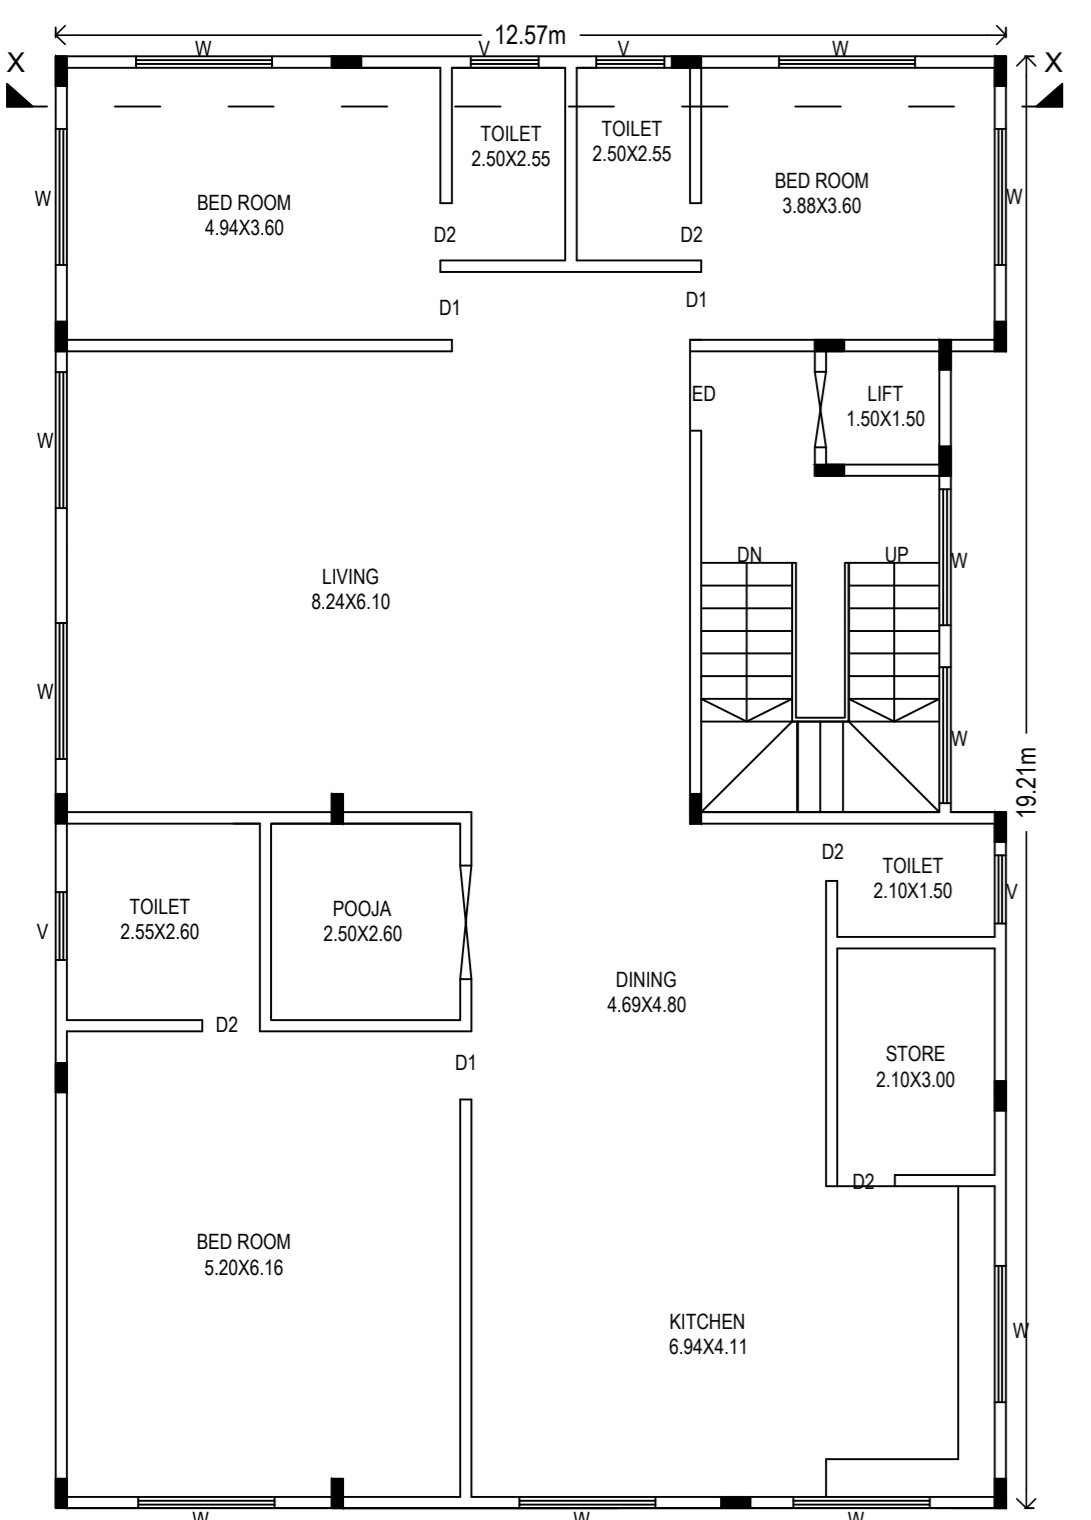 12.57m
W
V
V
W
X
X
TOILET
2.50X2.55
TOILET
2.50X2.55
BED ROOM
4.94X3.60
BED ROOM
3.88X3.60
W
W
D2
D2
D1
D1
ED
LIFT
1.50X1.50
W
DN
UP
W
LIVING
8.24X6.10
W
W
19.21m
D2
TOILET
2.10X1.50
V
TOILET
2.55X2.60
POOJA
2.50X2.60
V
DINING
4.69X4.80
D2
D1
STORE
2.10X3.00
D2
BED ROOM
5.20X6.16
KITCHEN
6.94X4.11
W
W
W
W